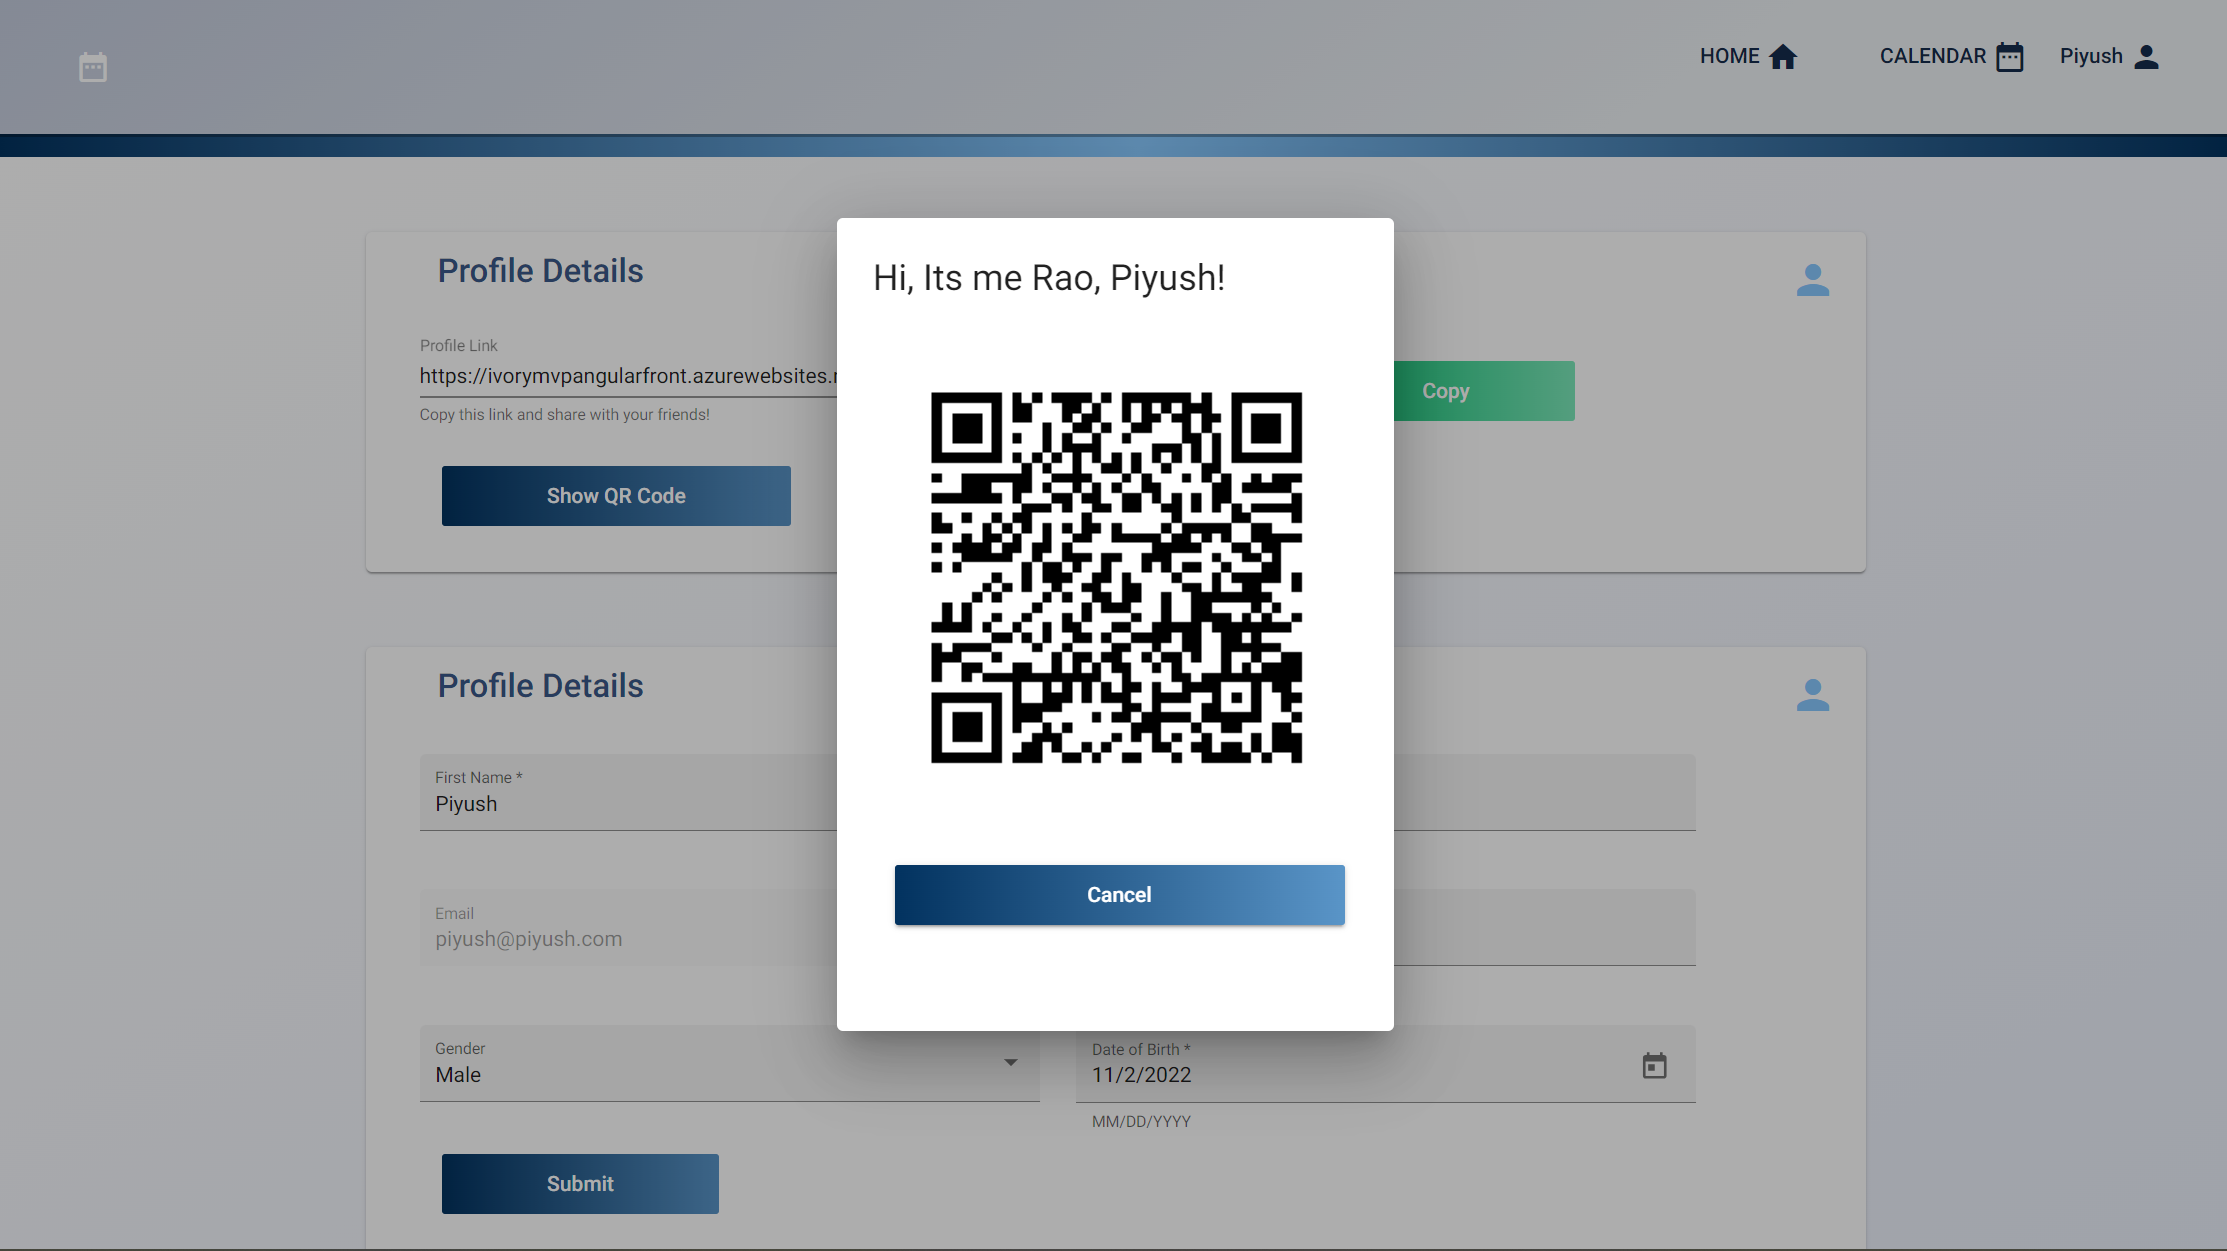 HOME
CALENDAR
Piyush
Profile Details
Profile Link
https://ivorymvpangularfront.azurewebsites.
Copy this link and share with your friends!
Show QR Code
Copy
Hi, Its me Rao, Piyush!
Cancel
Profile Details
First Name *
Piyush
Email
piyush@piyush.com
Gender
Male
Date of Birth *
11/2/2022
MM/DD/YYYY
Submit